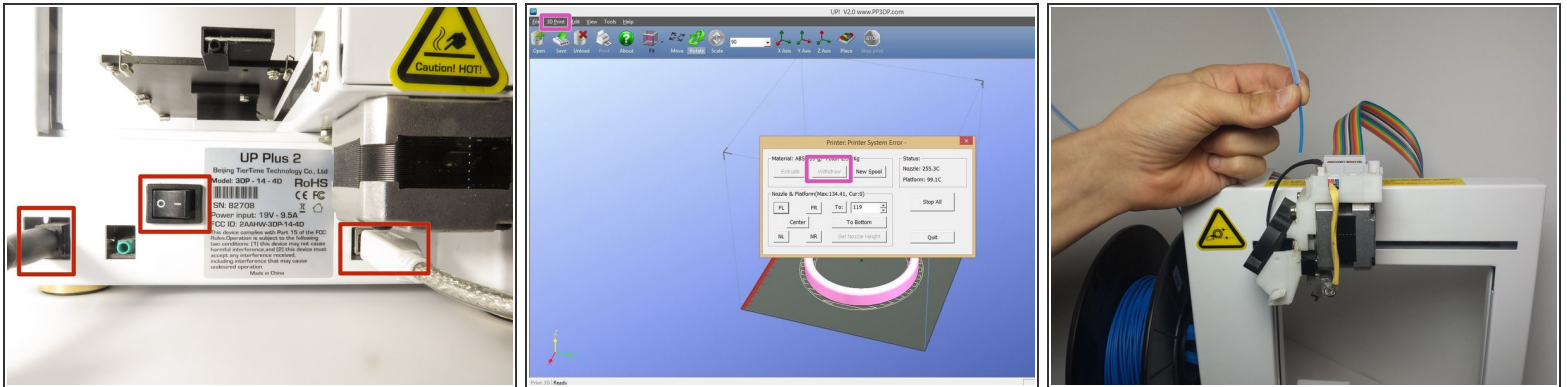 Caution! HOT!
UP Plus 2
Beijing TierTime Technology Co., Ltd
Model: 3DP - 14 - 4D
RoHS
SN: 82708
CE FC
Power input: 19V - 9.5A
FCC ID: 2AAHW-3DP-14-4D
This device complies with Part 15 of the FCC
Rules.Operation is subject to the following
two conditions: (1) this device may not cause
harmful interference,and (2) this device must
accept any interference received,
including interference that may cause
undesired operation.
Made in China
UP! V2.0 www.PP3DP.com
File 3D Print Edit View Tools Help
90
Open Save Unload Print About Fit Move Rotate Scale X Axis Y Axis Z Axis Place Stop print
Printer: Printer System Error -
Material: ABS
Extrude Withdraw New Spool
Status:
Nozzle: 255.3C
Platform: 99.1C
Nozzle & Platform(Max:134.41, Cur:0)
FL FR To: 119
Stop All
Center To Bottom
NL NR Set Nozzle Height
Quit
Print 3D Ready